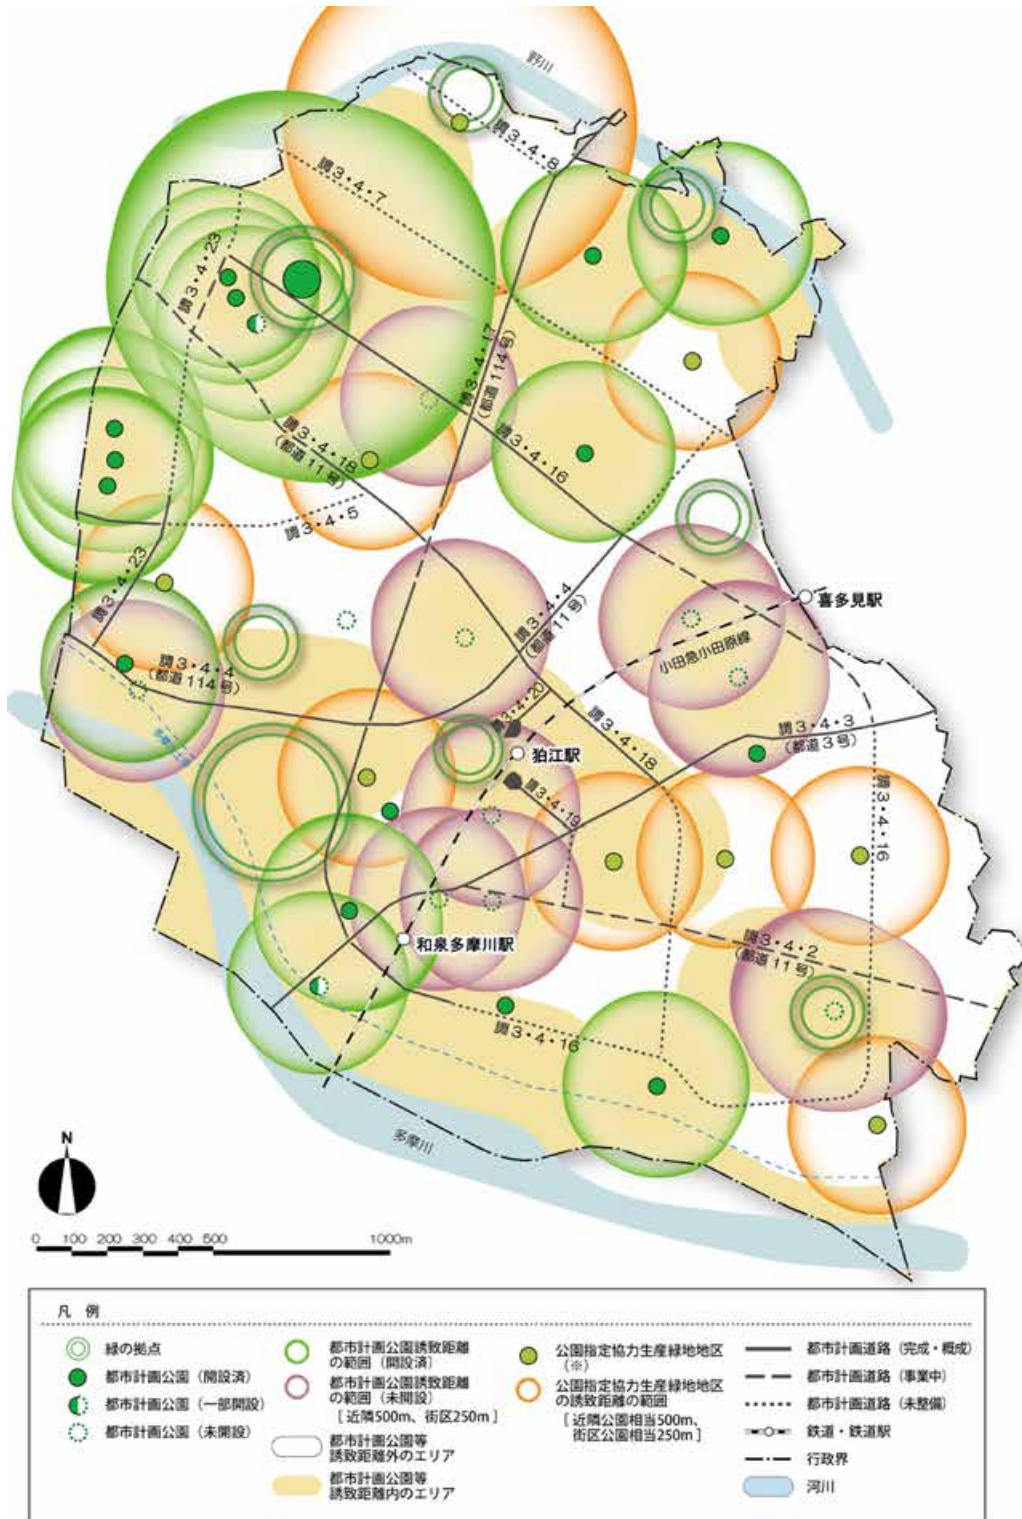 野川
調3・4・8
調3・4・7
調3・4・23
調3・4・17
(都道114号)
調3・4・18
(都道11号)
調3・4・16
調3・4・5
調3・4・23
調3・4・4
(都道11号)
喜多見駅
小田急小田原線
調3・4・4
(都道114号)
調3・4・20
狛江駅
調3・4・18
調3・4・3
(都道3号)
調3・4・19
調3・4・16
和泉多摩川駅
調3・4・2
(都道11号)
調3・4・16
多摩川
N
0 100 200 300 400 500 1000m
凡 例
緑の拠点
都市計画公園(開設済)
都市計画公園(一部開設)
都市計画公園(未開設)
都市計画公園誘致距離
の範囲(開設済)
都市計画公園誘致距離
の範囲(未開設)
[近隣500m、街区250m]
都市計画公園等
誘致距離外のエリア
都市計画公園等
誘致距離内のエリア
公園指定協力生産緑地地区
(※)
公園指定協力生産緑地地区
の誘致距離の範囲
[近隣公園相当500m、
街区公園相当250m]
都市計画道路(完成・概成)
都市計画道路(事業中)
都市計画道路(未整備)
鉄道・鉄道駅
行政界
河川